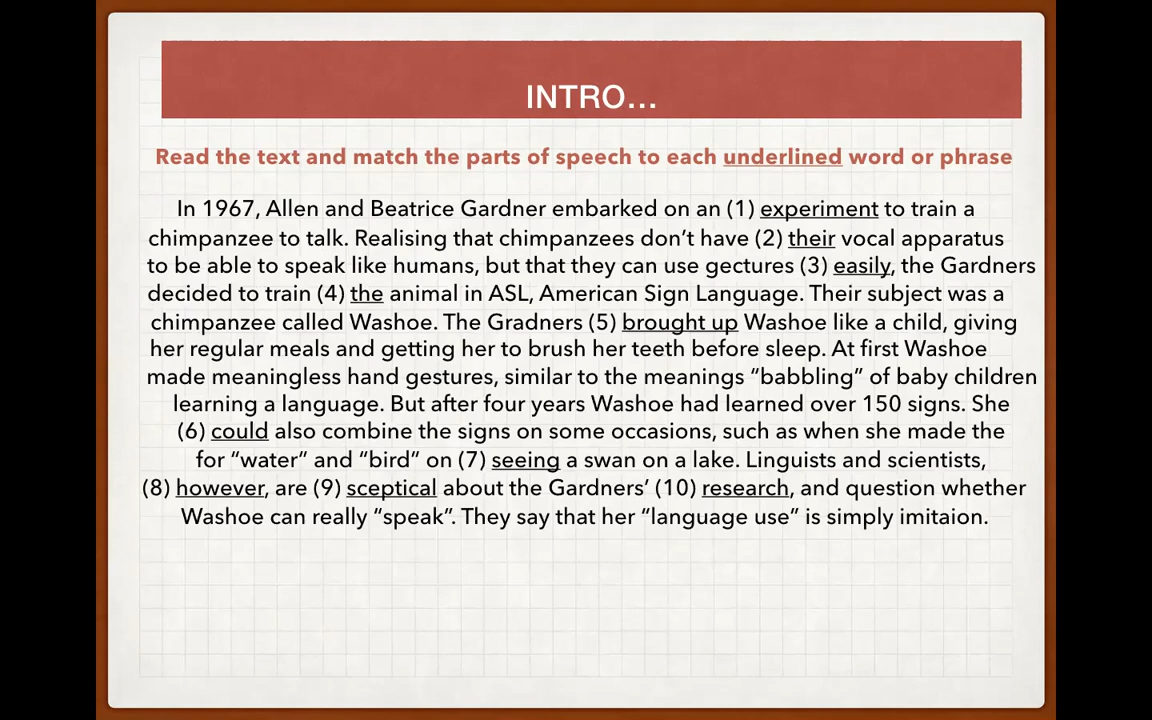 INTRO...
Read the text and match the parts of speech to each underlined word or phrase
In 1967, Allen and Beatrice Gardner embarked on an (1) experiment to train a
chimpanzee to talk. Realising that chimpanzees don’t have (2) their vocal apparatus
to be able to speak like humans, but that they can use gectures (3) easily, the Gardners
decided to train (4) the animal in ASL, American Sign Language. Their subject was a
chimpanzee called Washoe. The Gradners (5) brought up Washoe like a child, giving
her regular meals and getting her to brush her teeth before sleep. At first Washoe
made meaningless hand gestures, similar to the meanings “babbling” of baby children
learning a language. But after four years Washoe had learned over 150 signs. She
(6) could also combine the signs on some occasions, such as when she made the
for “water” and “bird” on (7) seeing a swan on a lake. Linguists and scientists,
(8) however, are (9) sceptical about the Gardners’ (10) research, and question whether
Washoe can really “speak”. They say that her “language use” is simply imitaion.